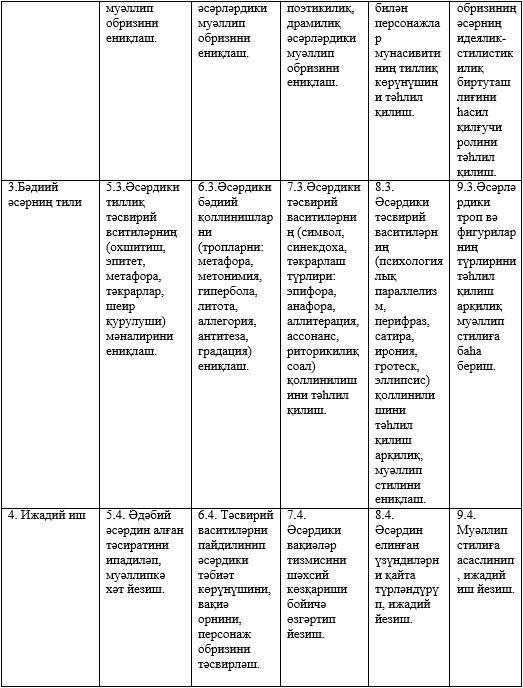 муәллип
образини
ениқлаш.
әсәрләрдики
муәллип
образини
ениқлаш.
поэтикилиқ,
драмилиқ
әсәрләрдики
муәллип
образини
ениқлаш.
билән
персонажла
р
мунасивити
ниң тиллиқ
көрүнүшин
и тәһлил
қилиш.
образиниң
әсәрниң
идеялик-
стилистик
илиқ
биртуташ
лиғини
һасил
қилғучи
ролини
тәһлил
қилиш.
3.Бәдиий
әсәрниң тили
5.3.Әсәрдики
тиллиқ
тәсвирий
вситиләрниң
(охшитиш,
эпитет,
метафора,
тәкрарлар,
шеир
қурулуши)
мәналирини
ениқлаш.
6.3.Әсәрдики
бәдиий
қоллинишлар
ни
(тропларни:
метафора,
метонимия,
гипербола,
литота,
аллегория,
антитеза,
градация)
ениқлаш.
7.3.Әсәрдики
тәсвирий
васитиләрни
ң (символ,
синекдоха,
тәкрарлаш
түрлири:
эпифора,
анафора,
аллитерация,
ассонанс,
риторикилиқ
соал)
қоллинилиш
ини тәһлил
қилиш.
8.3.
Әсәрдики
тәсвирий
васитиләрн
иң
(психология
лық
параллелиз
м,
перифраз,
сатира,
ирония,
гротеск,
эллипсис)
қоллинили
шини
тәһлил
қилиш
арқилиқ,
муәллип
стилини
ениқлаш.
9.3.Әсәрлә
рдики
троп вә
фигурилар
ниң
түрлирини
тәһлил
қилиш
арқилиқ
муәллип
стилиға
баһа
бериш.
4. Ижадий иш
5.4. Әдәбий
әсәрдин алған
тәсиратини
ипадиләп,
муәллипкә
хәт йезиш.
6.4. Тәсвирий
васитиләрни
пайдилинип
әсәрдики
тәбиәт
көрүнүшини,
вақиә
орнини,
персонаж
образини
тәсвирләш.
7.4.
Әсәрдики
вақиәләр
тизмисини
шәхсий
көзқариши
бойичә
өзгәртип
йезиш.
8.4.
Әсәрдин
елинған
үзүндиләрн
и қайта
түрләндүрү
п, ижадий
йезиш.
9.4.
Муәллип
стилиға
асаслинип
, ижадий
иш йезиш.